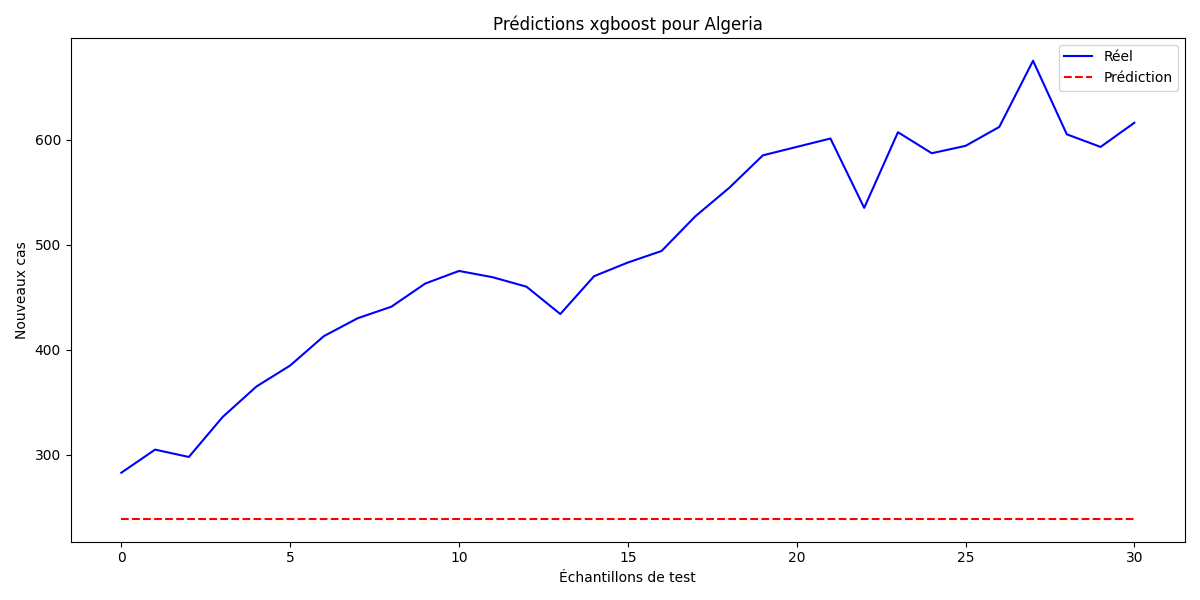 Prédictions xgboost pour Algeria
Réel
Prédiction
Nouveaux cas
600
500
400
300
0 5 10 15 20 25 30
Échantillons de test